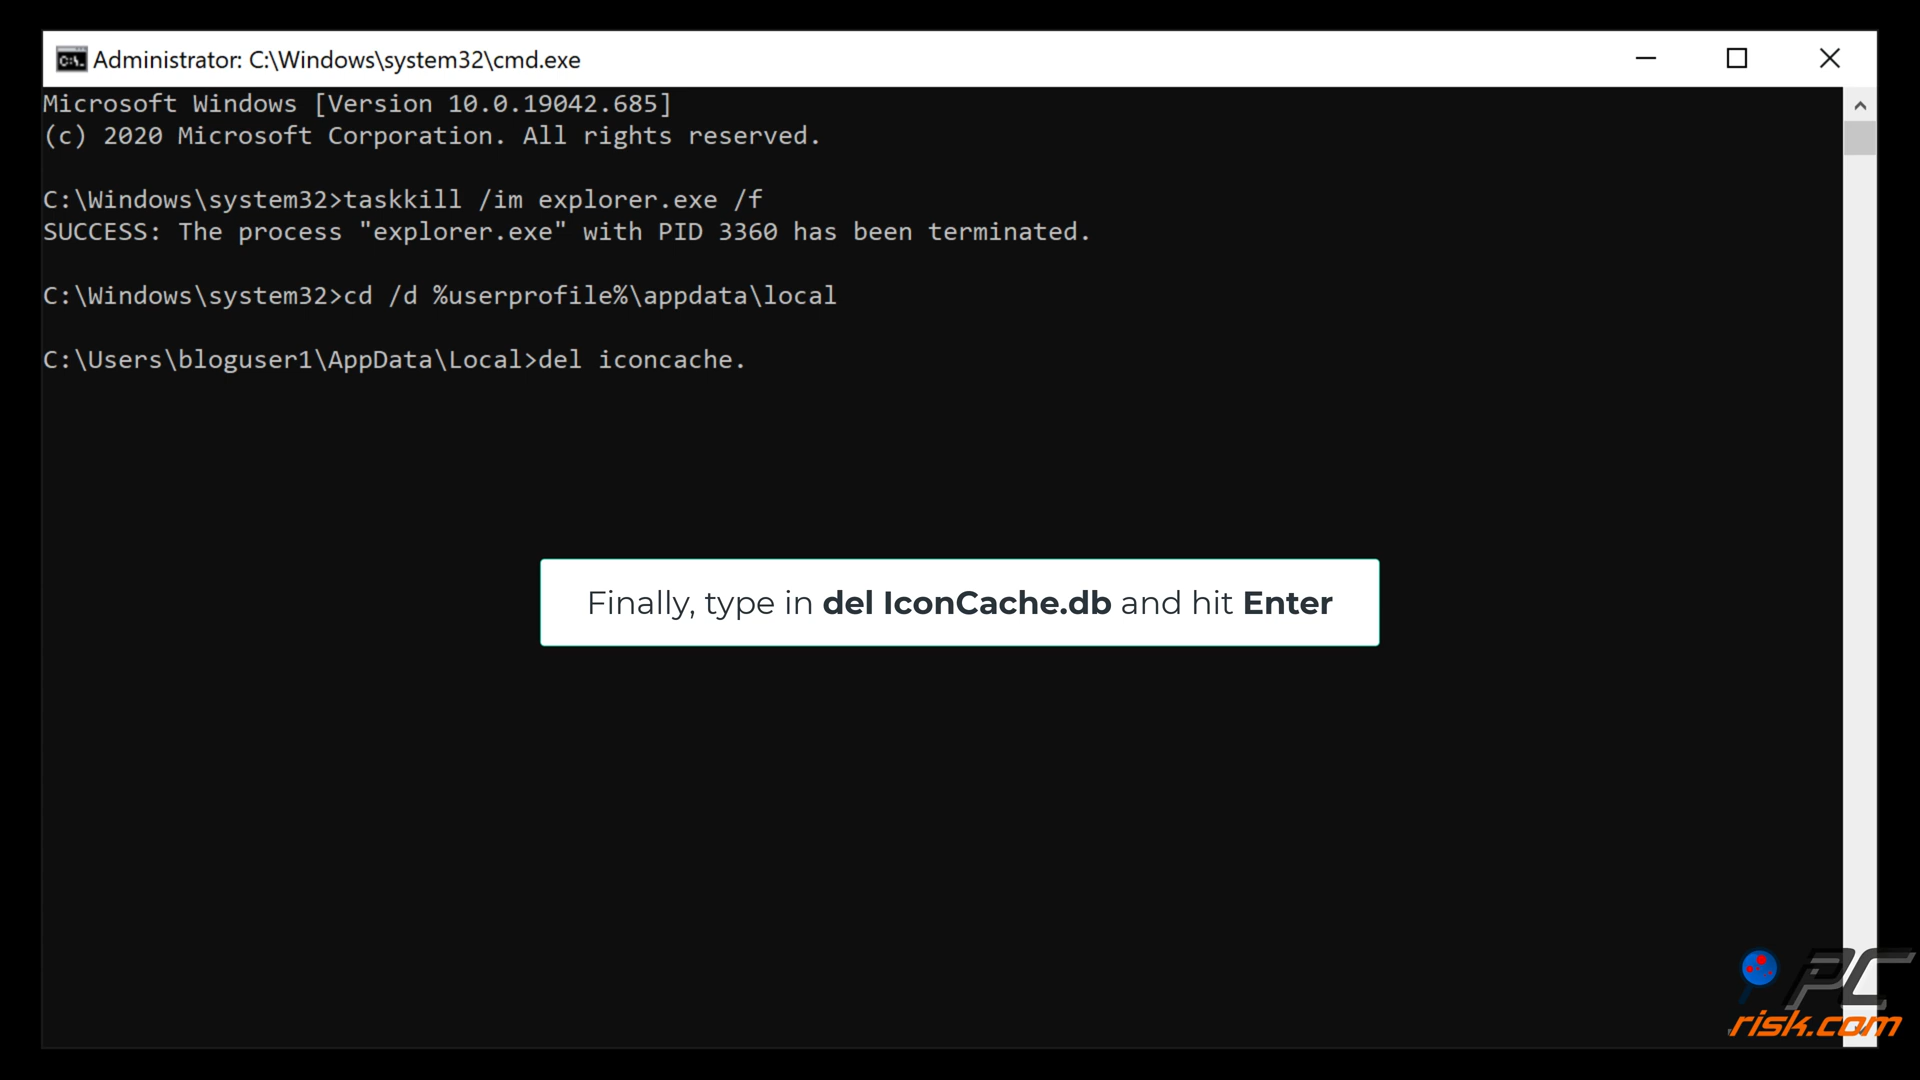 Administrator: C:\Windows\system32\cmd.exe
Microsoft Windows [Version 10.0.19042.685]
(c) 2020 Microsoft Corporation. All rights reserved.
C:\Windows\system32>taskkill /im explorer.exe /f
SUCCESS: The process "explorer.exe" with PID 3360 has been terminated.
C:\Windows\system32>cd /d %userprofile%\appdata\local
C:\Users\bloguser1\AppData\Local>del iconcache.
Finally, type in del IconCache.db and hit Enter
PC
risk.com